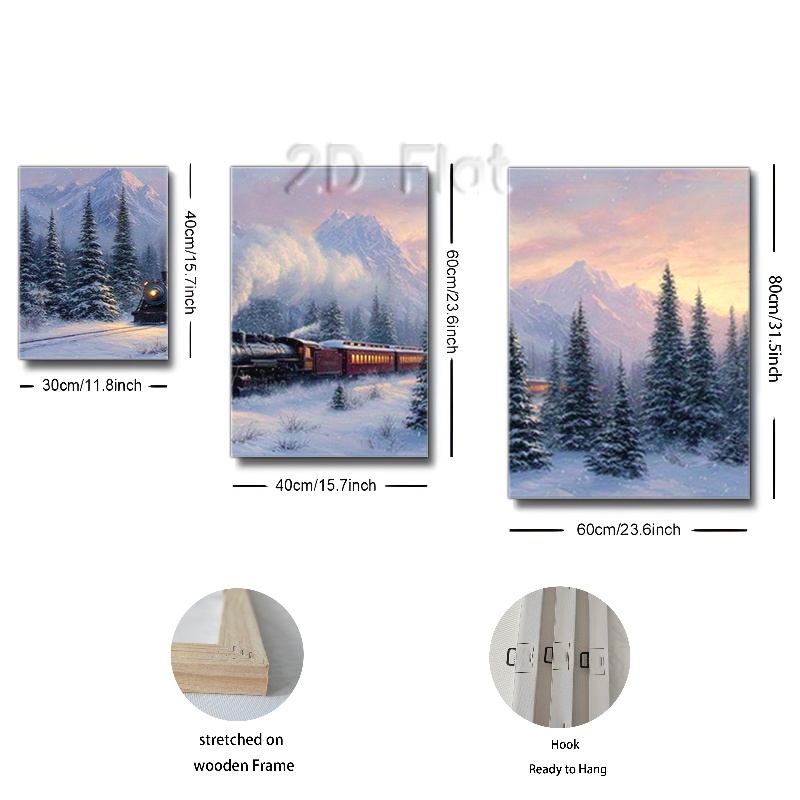 2D Flat
40cm/15.7inch
30cm/11.8inch
60cm/23.6inch
40cm/15.7inch
80cm/31.5inch
60cm/23.6inch
stretched on
wooden Frame
Hook
Ready to Hang